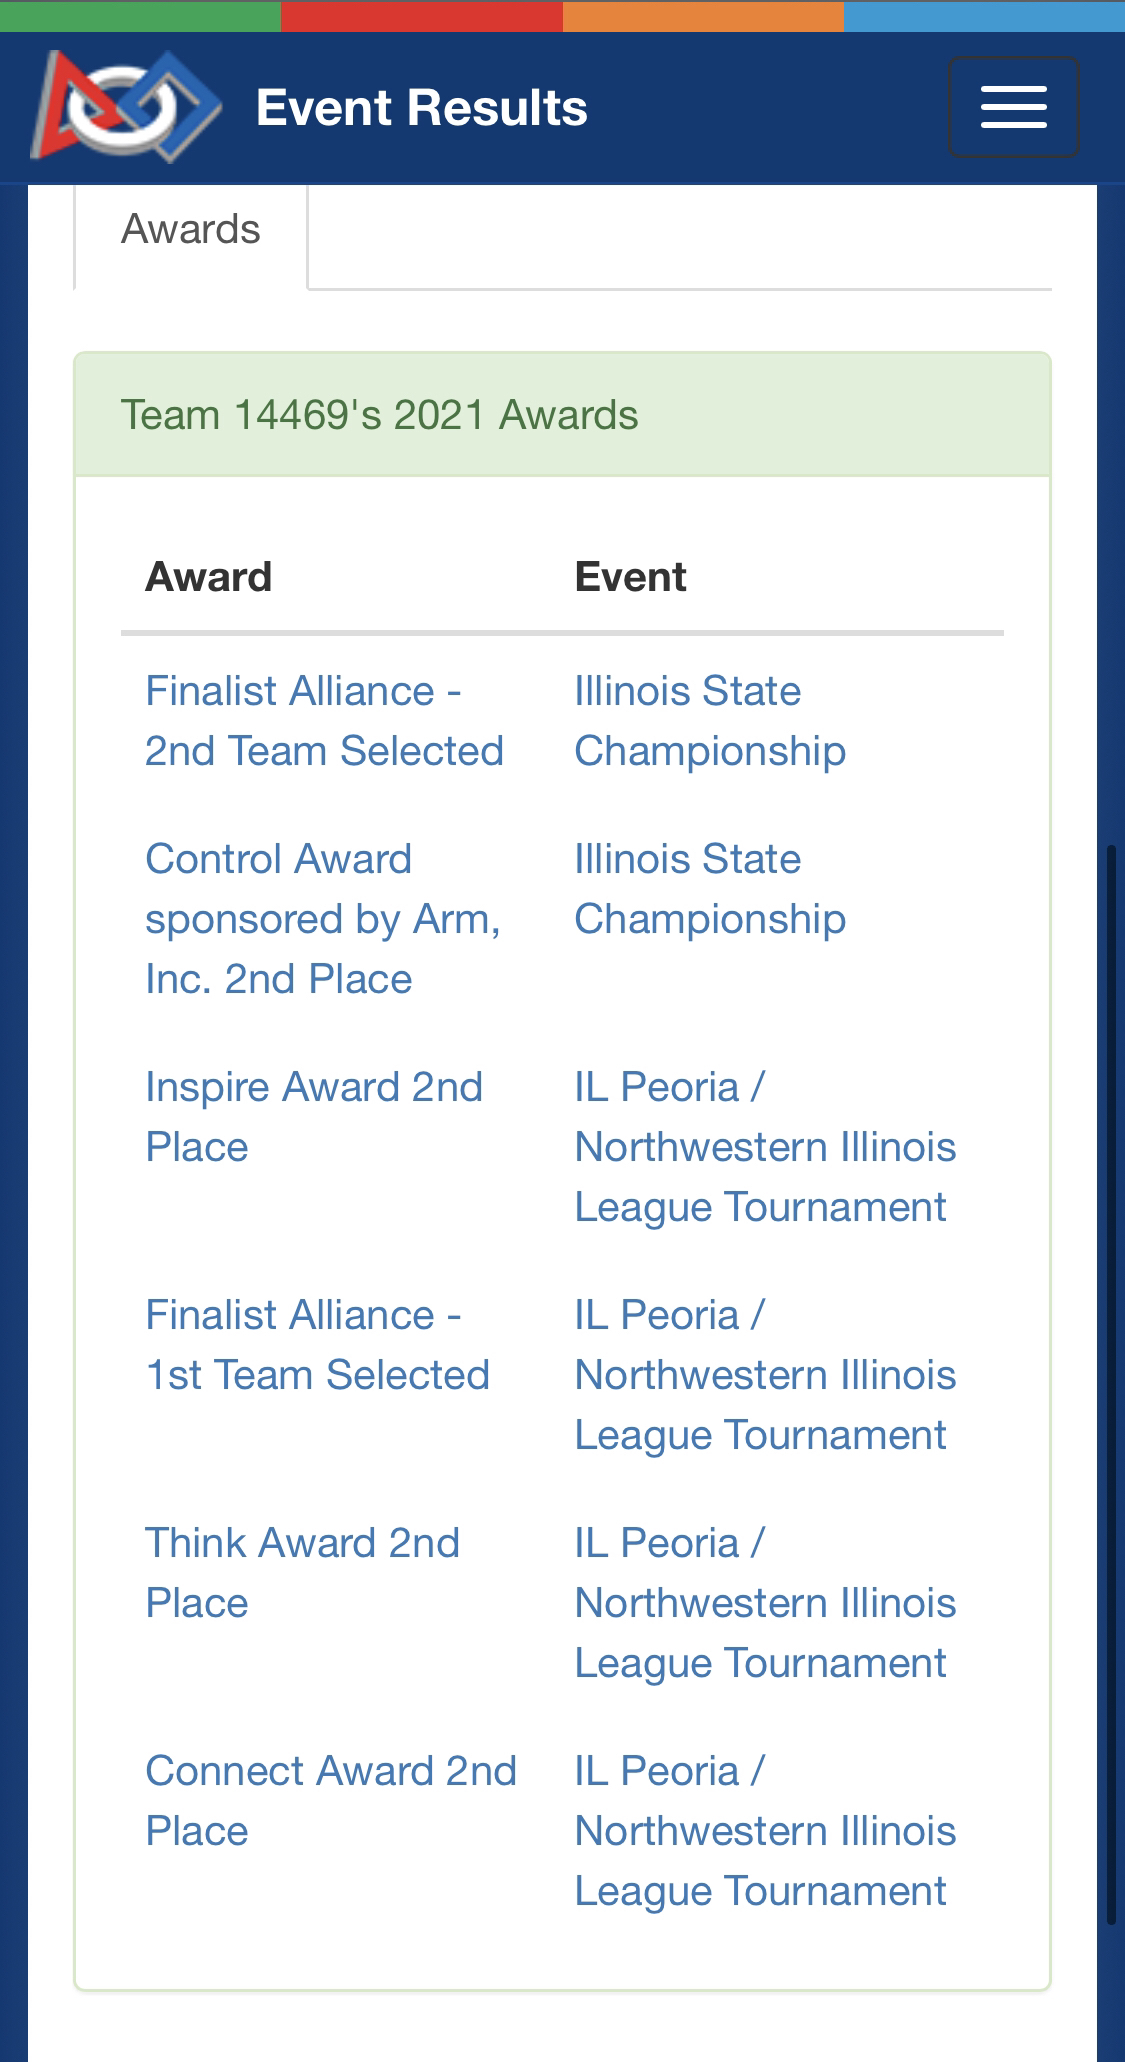 Event Results
Awards
Team 14469's 2021 Awards
Award Event
Finalist Alliance - Illinois State
2nd Team Selected Championship
Control Award Illinois State
sponsored by Arm, Championship
Inc. 2nd Place
Inspire Award 2nd IL Peoria /
Place Northwestern Illinois
League Tournament
Finalist Alliance - IL Peoria /
1st Team Selected Northwestern Illinois
League Tournament
Think Award 2nd IL Peoria /
Place Northwestern Illinois
League Tournament
Connect Award 2nd IL Peoria /
Place Northwestern Illinois
League Tournament